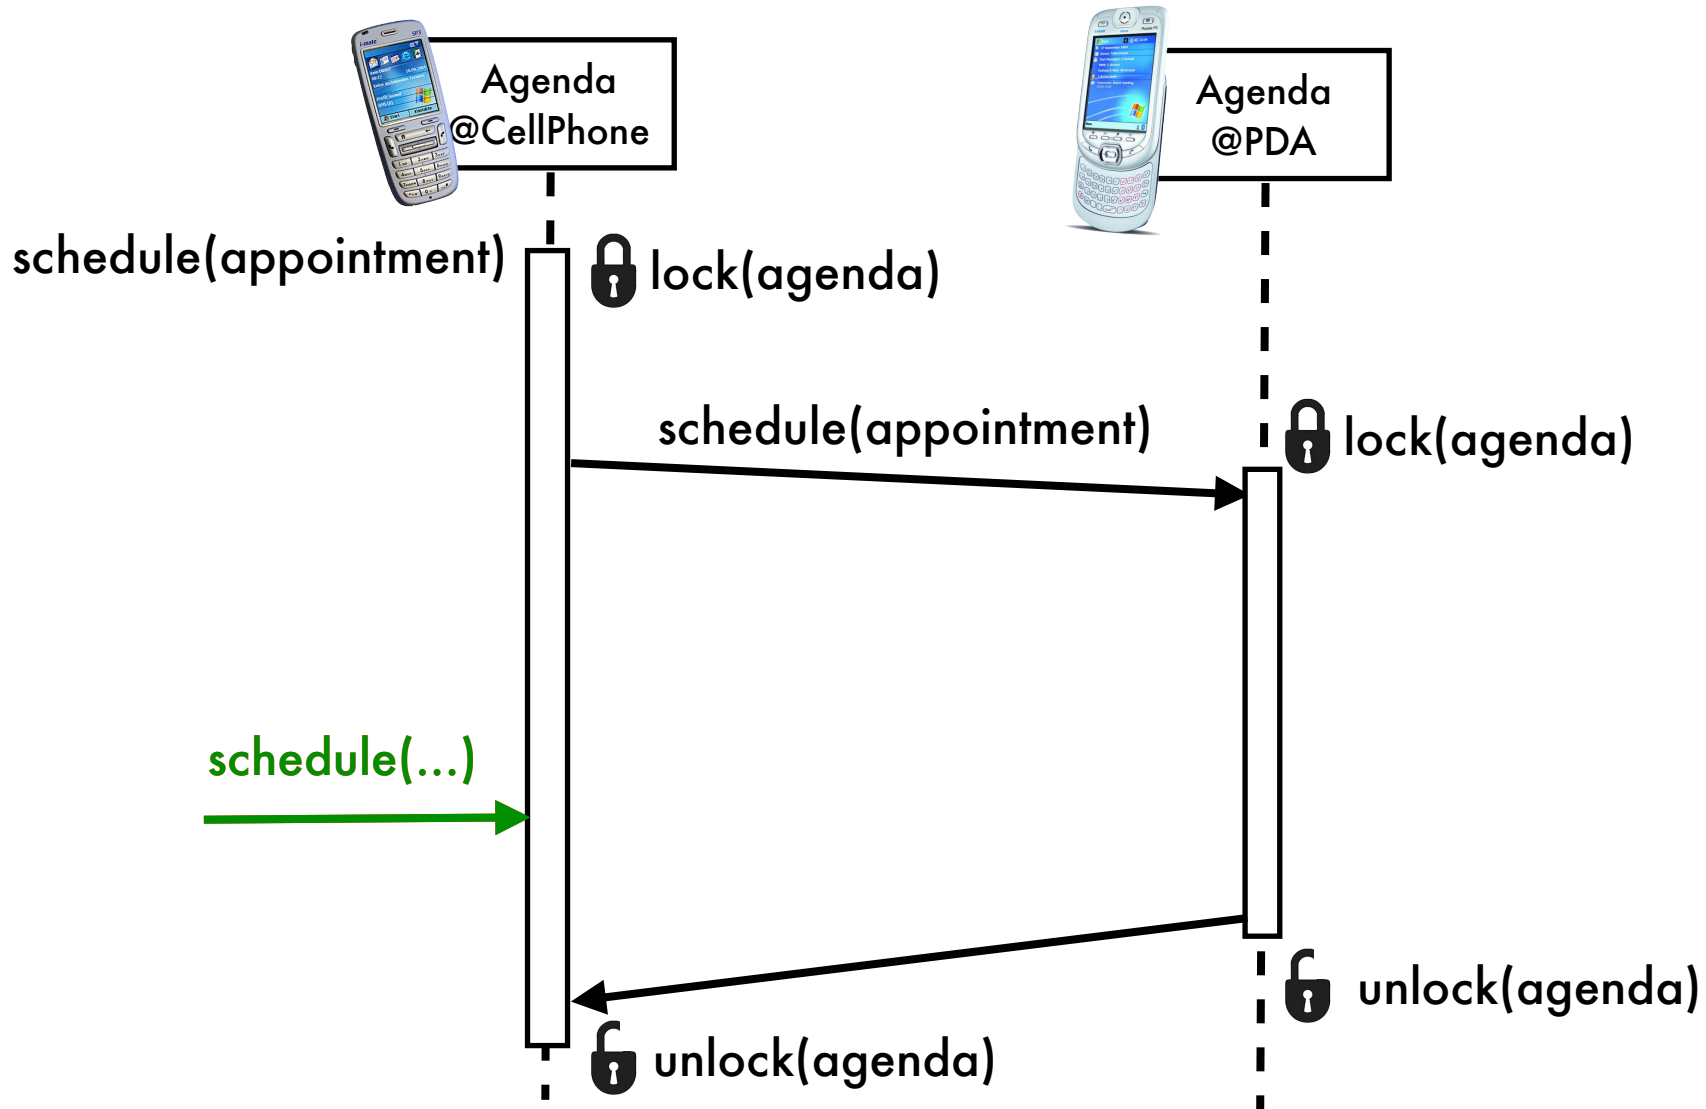 Agenda
@CellPhone
Agenda
@PDA
schedule(appointment)
lock(agenda)
schedule(appointment)
lock(agenda)
schedule(...)
unlock(agenda)
unlock(agenda)